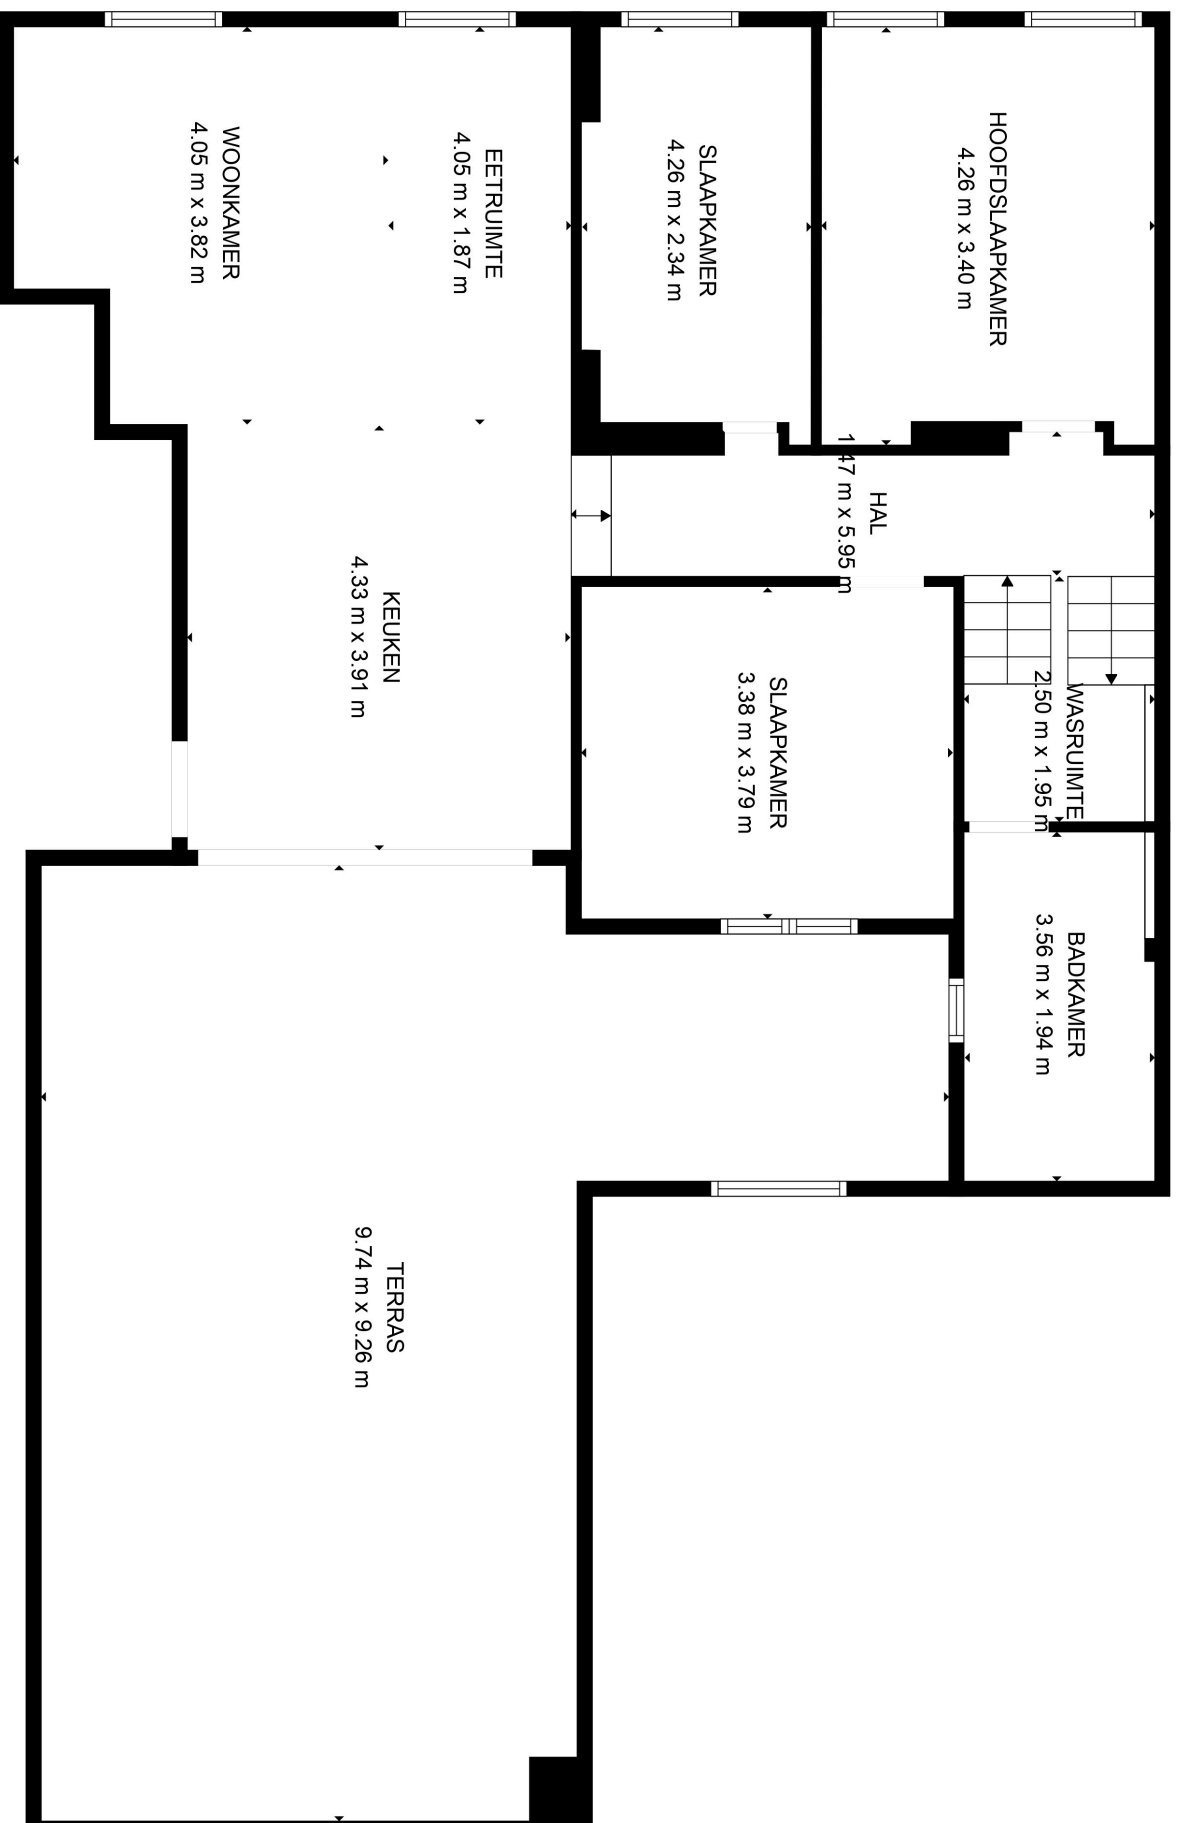 WOONKAMER
4.05 m x 3.82 m
EETRUIMTE
4.05 m x 1.87 m
SLAAPKAMER
4.26 m x 2.34 m
HOOFDSLAAPKAMER
4.26 m x 3.40 m
HAL
1.47 m x 5.95 m
KEUKEN
4.33 m x 3.91 m
SLAAPKAMER
3.38 m x 3.79 m
WASRUIMTE
2.50 m x 1.95 m
BADKAMER
3.56 m x 1.94 m
TERRAS
9.74 m x 9.26 m